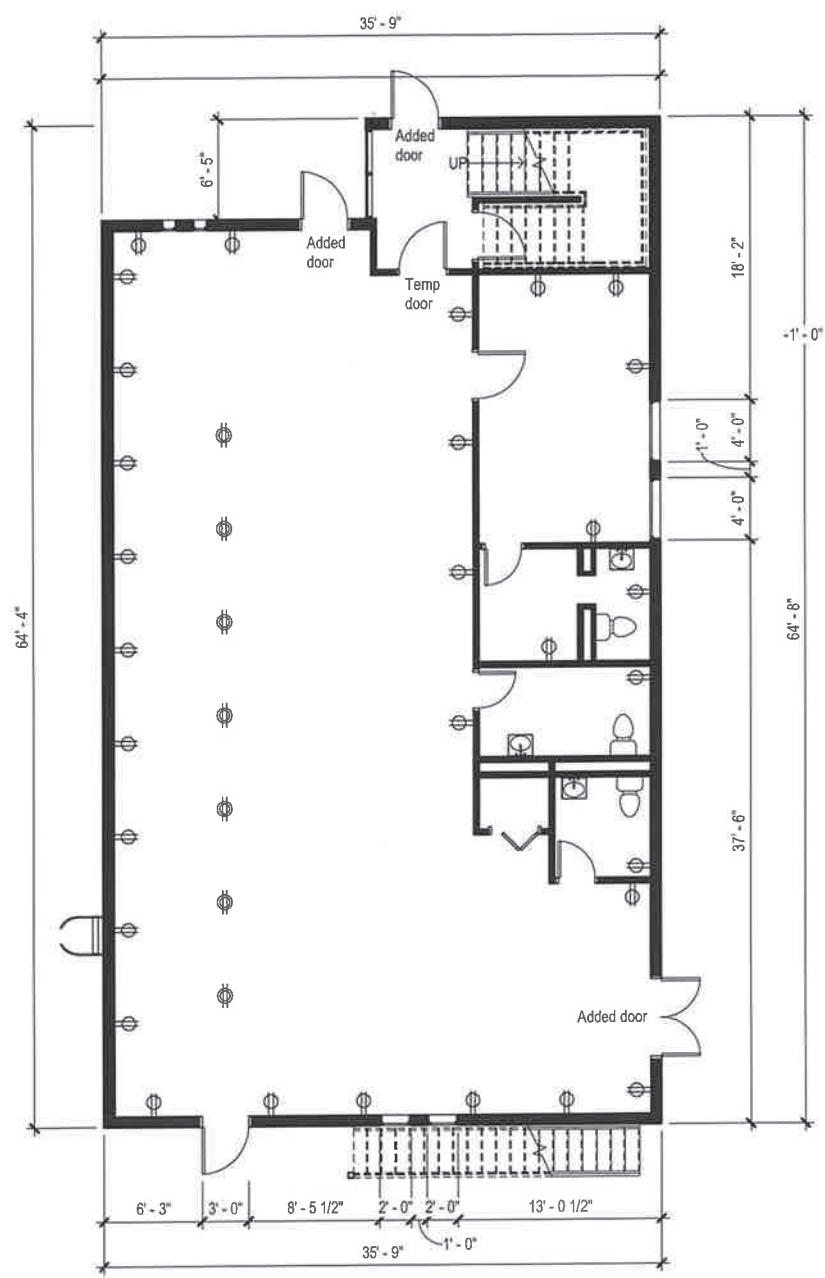 35' - 9"
Added
door
UP
6' - 5"
Added
door
Temp
door
18' - 2"
-1' - 0"
1' - 0"
4' - 0"
4' - 0"
64' - 4"
64' - 8"
37' - 6"
Added door
6' - 3"
3' - 0"
8' - 5 1/2"
2' - 0"
2' - 0"
13' - 0 1/2"
1' - 0"
35' - 9"